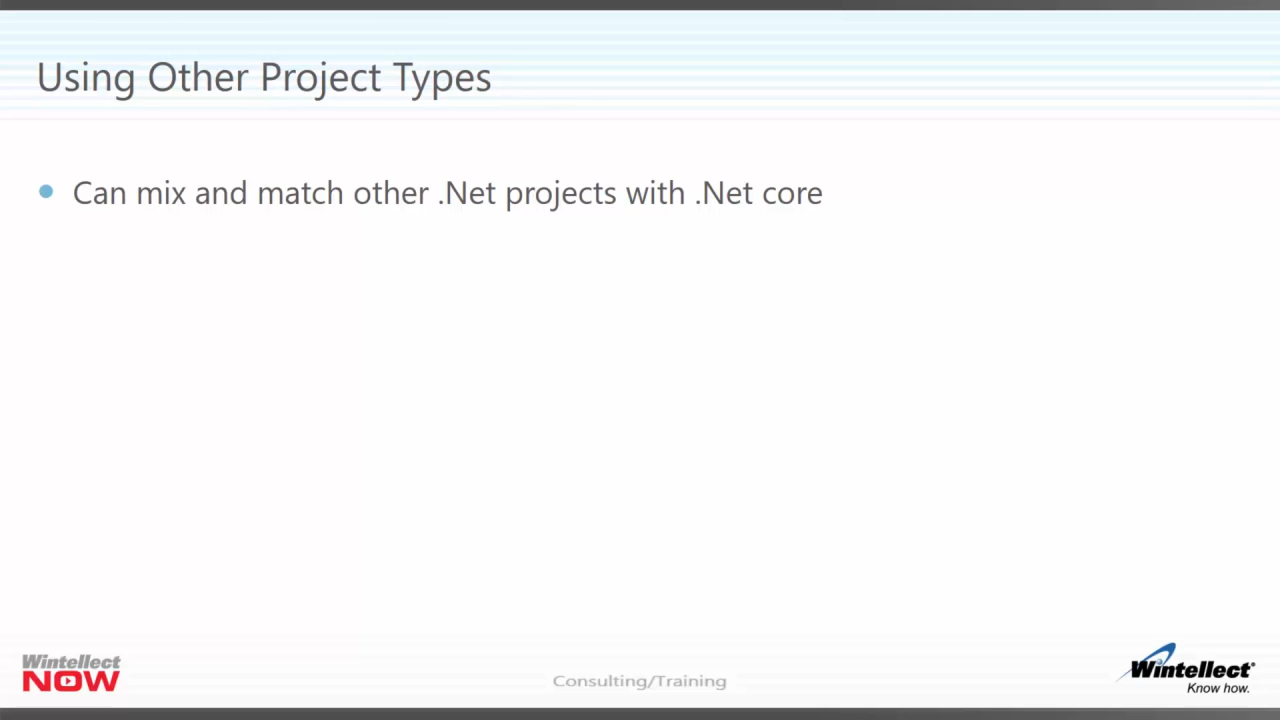 Using Other Project Types
Can mix and match other .Net projects with .Net core
Wintellect
NOW
Consulting/Training
Wintellect®
Know how.